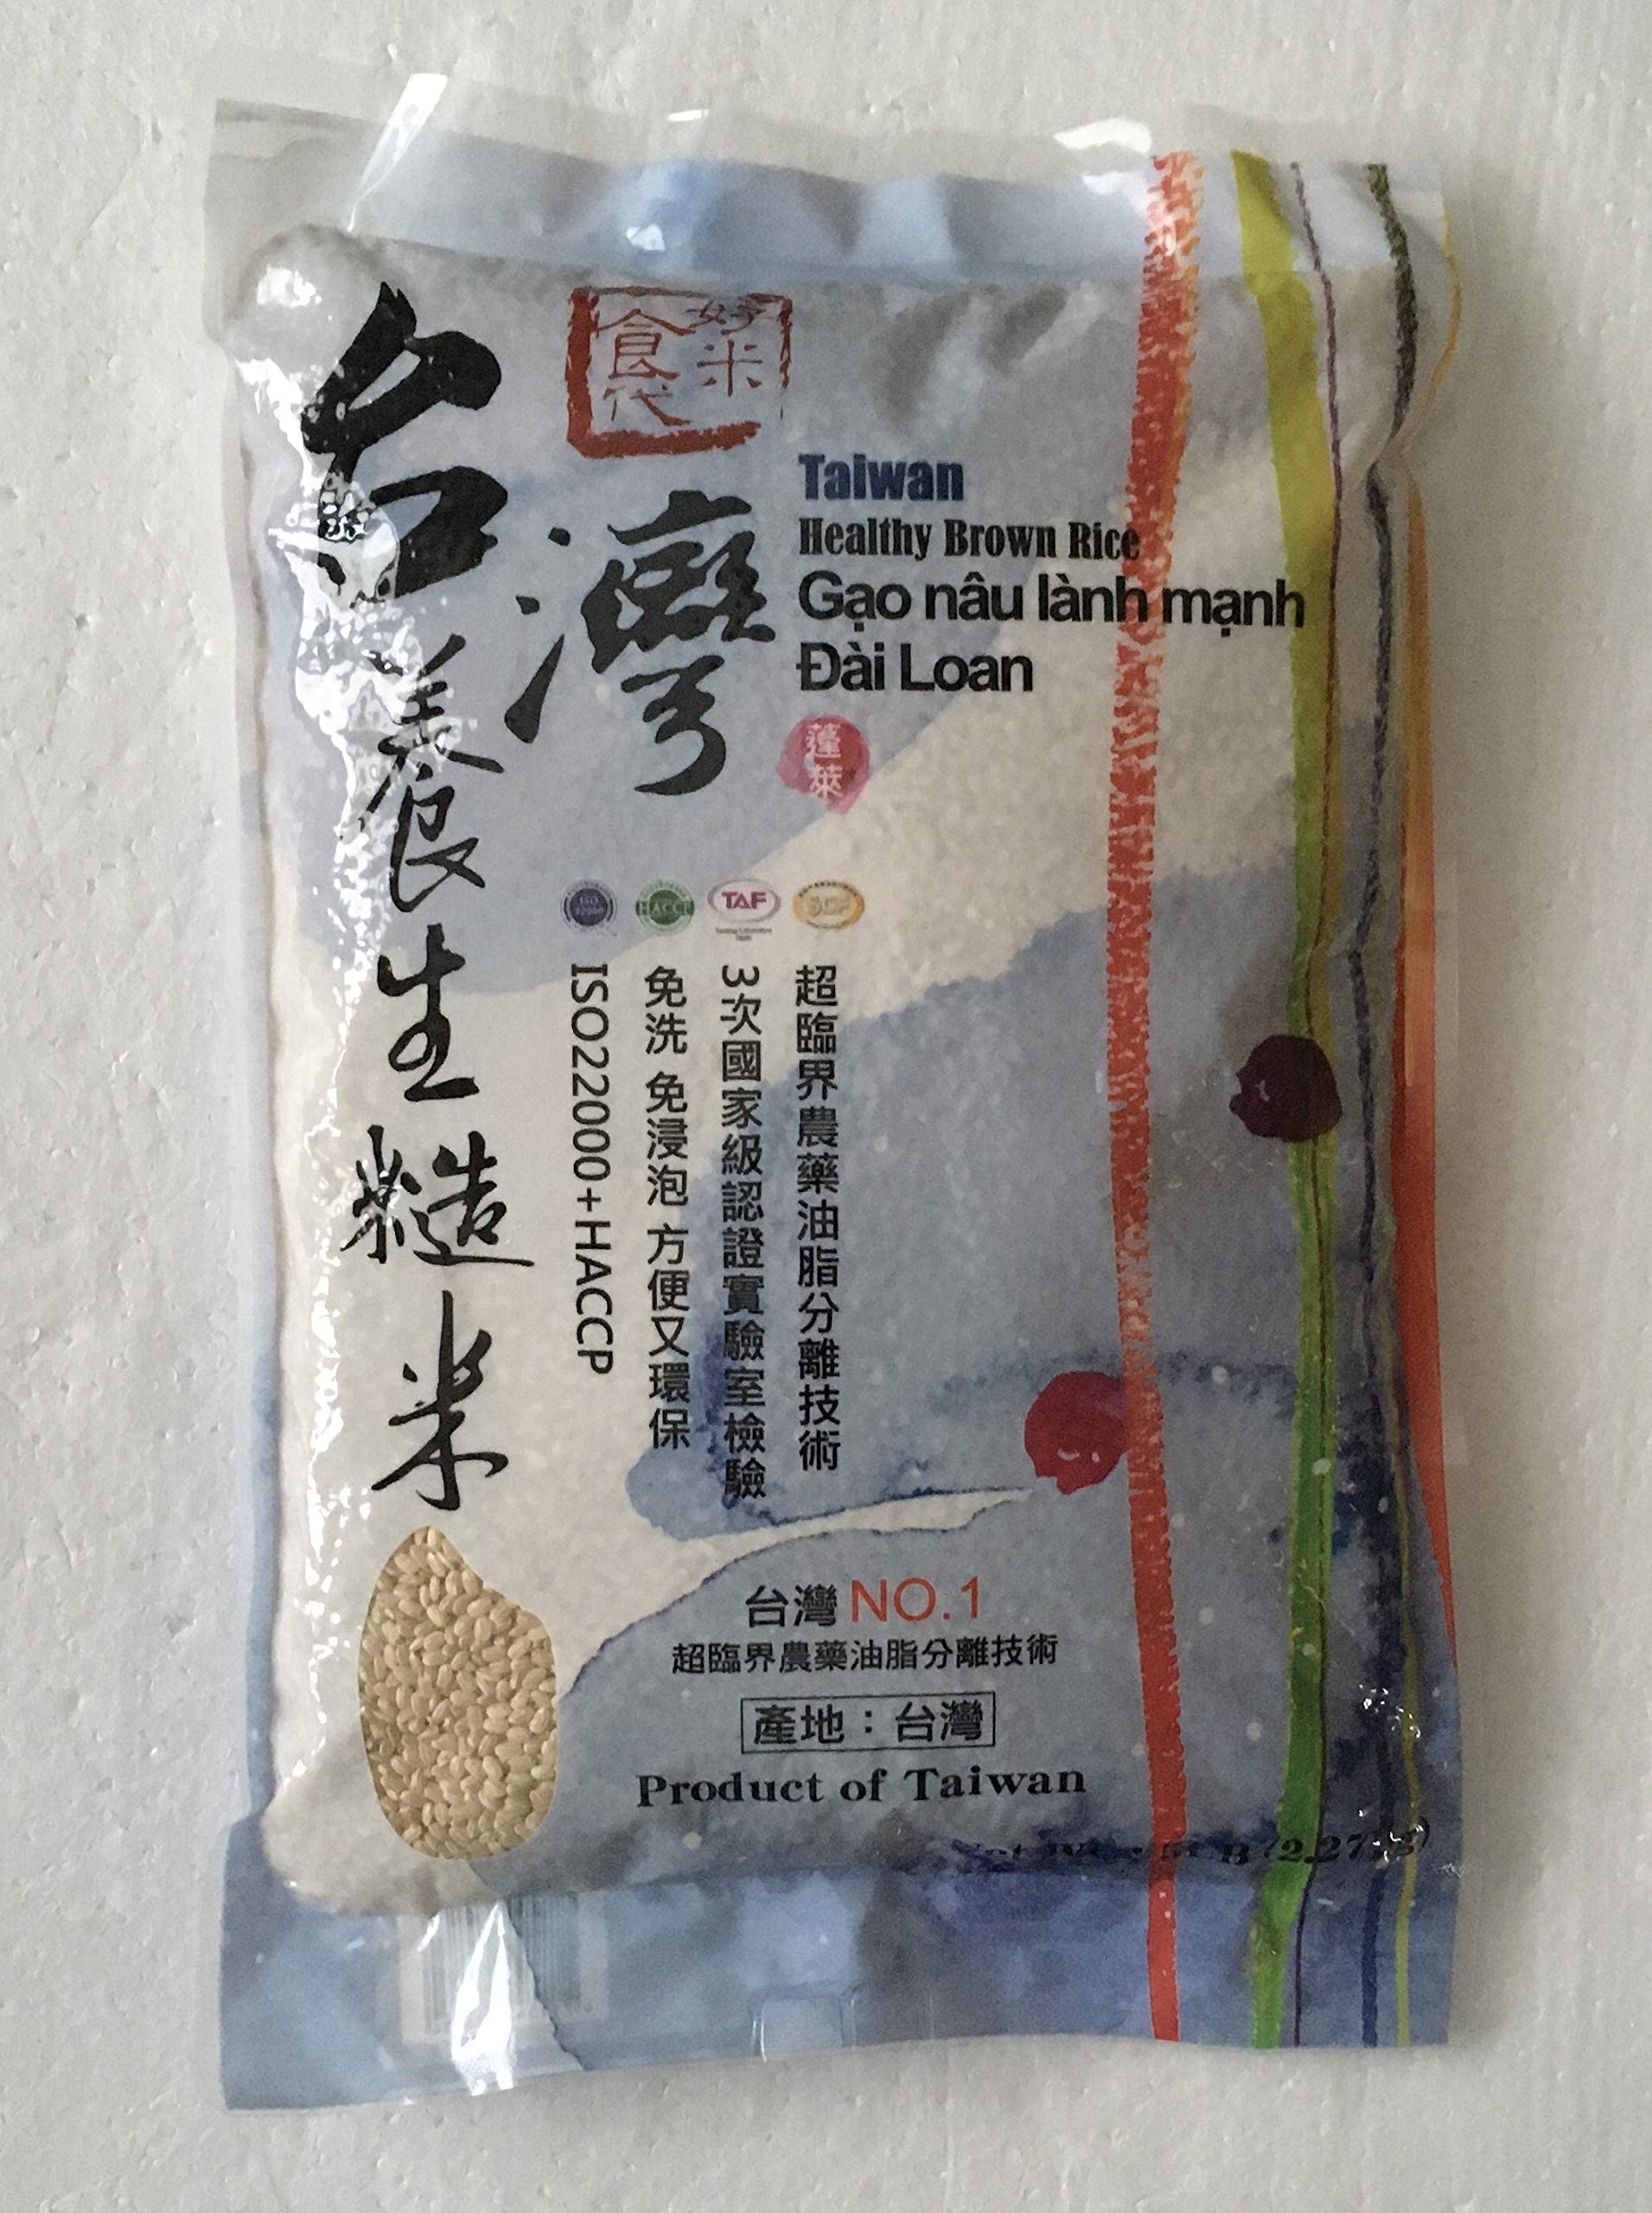 台灣
養生糙米
好米
食代
Taiwan
Healthy Brown Rice
Gạo nâu lành mạnh
Đài Loan
蓬萊
ISO
22000
HACCP
TAF
超臨界農藥油脂分離技術
3次國家級認證實驗室檢驗
免洗 免浸泡 方便又環保
ISO22000+HACCP
台灣 NO.1
超臨界農藥油脂分離技術
產地：台灣
Product of Taiwan